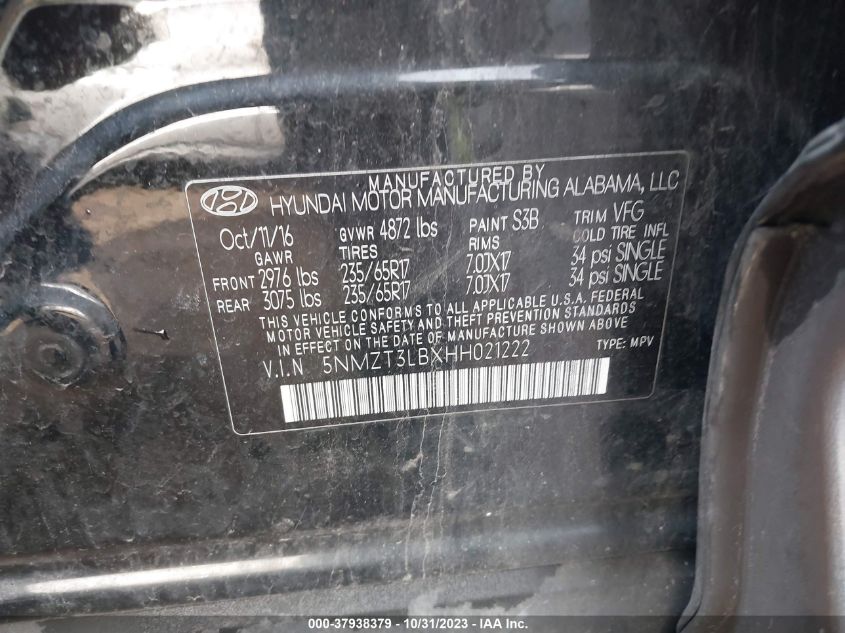 MANUFACTURED BY
HYUNDAI MOTOR MANUFACTURING ALABAMA, LLC
Oct/11/16 GVWR 4872 lbs PAINT S3B TRIM VFG
GAWR TIRES RIMS COLD TIRE INFL
FRONT 2976 lbs 235/65R17 7.0JX17 34 psi SINGLE
REAR 3075 lbs 235/65R17 7.0JX17 34 psi SINGLE
THIS VEHICLE CONFORMS TO ALL APPLICABLE U.S.A. FEDERAL
MOTOR VEHICLE SAFETY, BUMPER, AND THEFT PREVENTION STANDARDS
IN EFFECT ON THE DATE OF MANUFACTURE SHOWN ABOVE.
V.I.N 5NMZT3LBXHH021222 TYPE: MPV
000-37938379 - 10/31/2023 - IAA Inc.